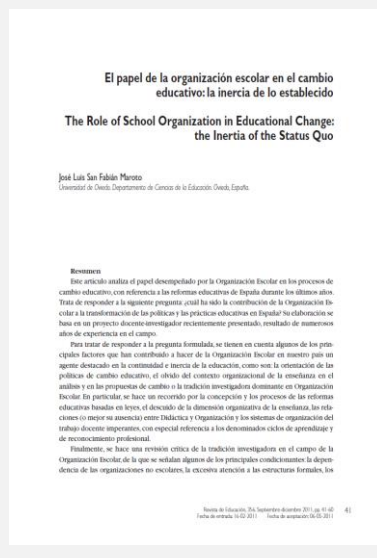 El papel de la organización escolar en el cambio
educativo: la inercia de lo establecido
The Role of School Organization in Educational Change:
the Inertia of the Status Quo
José Luis San Fabián Maroto
Universidad de Oviedo. Departamento de Ciencias de la Educación. Oviedo, España.
Resumen
Este artículo analiza el papel desempeñado por la Organización Escolar en los procesos de
cambio educativo, con referencia a las reformas educativas de España durante los últimos años.
Trata de responder a la siguiente pregunta: ¿cuál ha sido la contribución de la Organización Es-
colar a la transformación de las políticas y las prácticas educativas en España? Su elaboración se
basa en un proyecto docente-investigador recientemente presentado, resultado de numerosos
años de experiencia en el campo.
Para tratar de responder a la pregunta formulada, se tienen en cuenta algunos de los prin-
cipales factores que han contribuido a hacer de la Organización Escolar en nuestro país un
agente destacado en la continuidad e inercia de la educación, como son: la orientación de las
políticas de cambio educativo, el olvido del contexto organizacional de la enseñanza en el
análisis y en las propuestas de cambio o la tradición investigadora dominante en Organización
Escolar. En particular, se hace un recorrido por la concepción y los procesos de las reformas
educativas basadas en leyes, el descuido de la dimensión organizativa de la enseñanza, las rela-
ciones (o mejor su ausencia) entre Didáctica y Organización y los sistemas de organización del
trabajo docente imperantes, con especial referencia a los denominados ciclos de aprendizaje y
de reconocimiento profesional.
Finalmente, se hace una revisión crítica de la tradición investigadora en el campo de la
Organización Escolar, de la que se señalan algunos de los principales condicionantes: la depen-
dencia de las organizaciones no escolares, la excesiva atención a las estructuras formales, los
Revista de Educación, 356. Septiembre-diciembre 2011, pp. 41-60 41
Fecha de entrada: 16-02-2011 Fecha de aceptación: 06-05-2011